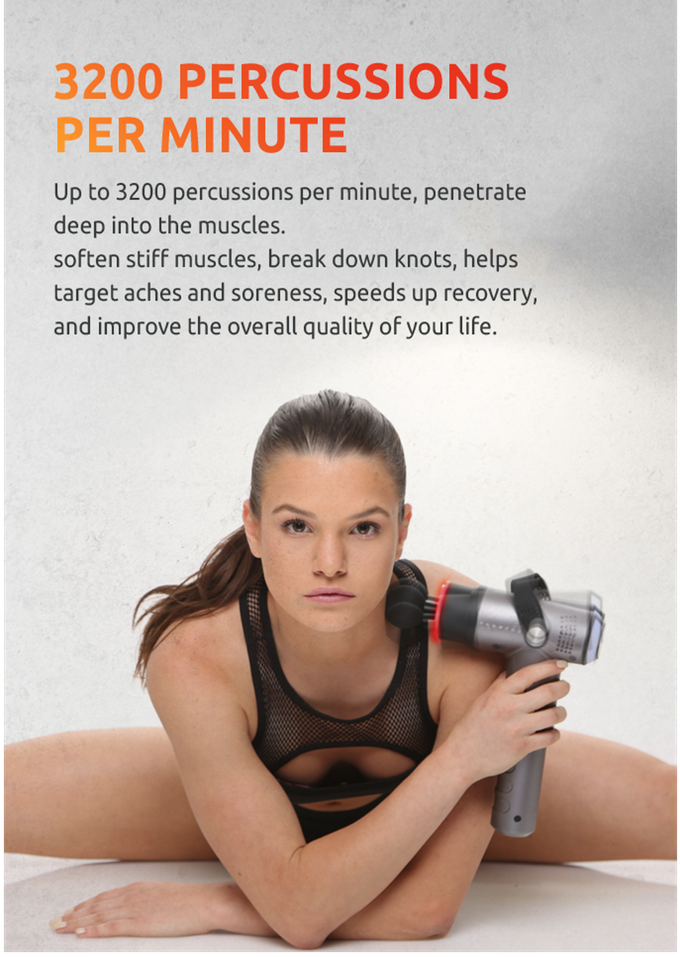 3200 PERCUSSIONS
PER MINUTE
Up to 3200 percussions per minute, penetrate
deep into the muscles.
soften stiff muscles, break down knots, helps
target aches and soreness, speeds up recovery,
and improve the overall quality of your life.